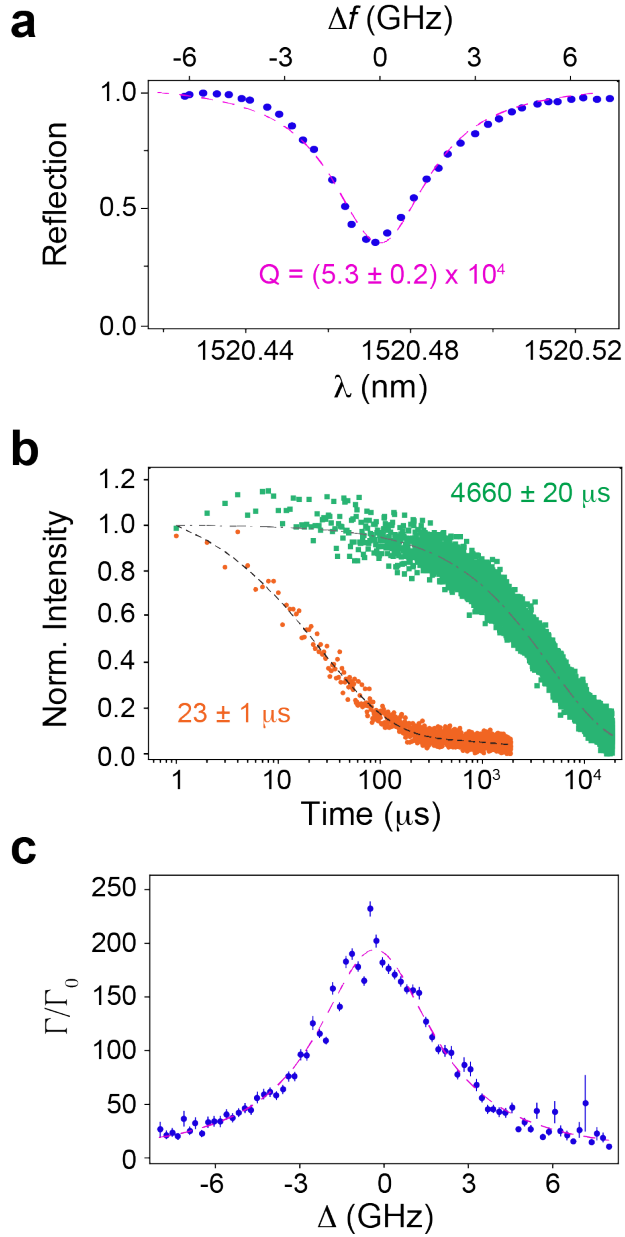 a
Δf (GHz)
-6 -3 0 3 6
1.0
0.5
0.0
Reflection
Q = (5.3 ± 0.2) x 10⁴
1520.44 1520.48 1520.52
λ (nm)
b
1.2
1.0
0.8
0.6
0.4
0.2
0.0
Norm. Intensity
4660 ± 20 μs
23 ± 1 μs
1 10 100 10³ 10⁴
Time (μs)
c
250
200
150
100
50
0
Γ/Γ₀
-6 -3 0 3 6
Δ (GHz)